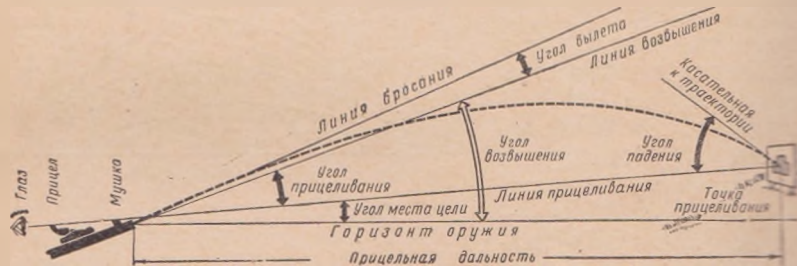 Угол вылета
Линия возвышения
Линия бросания
Касательная
к траектории
Глаз
Прицел
Мушка
Угол
прицеливания
Угол
возвышения
Угол
падения
Линия прицеливания
Угол места цели
Точка
прицеливания
Горизонт оружия
Прицельная дальность